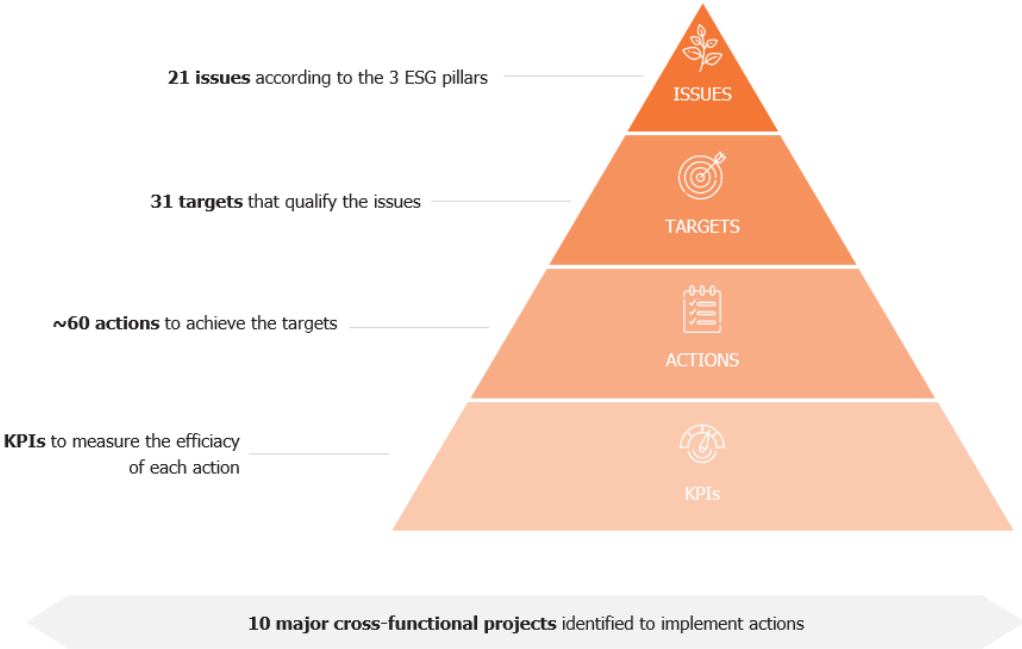 21 issues according to the 3 ESG pillars
ISSUES
31 targets that qualify the issues
TARGETS
~60 actions to achieve the targets
ACTIONS
KPIs to measure the efficiacy
of each action
KPIs
10 major cross-functional projects identified to implement actions